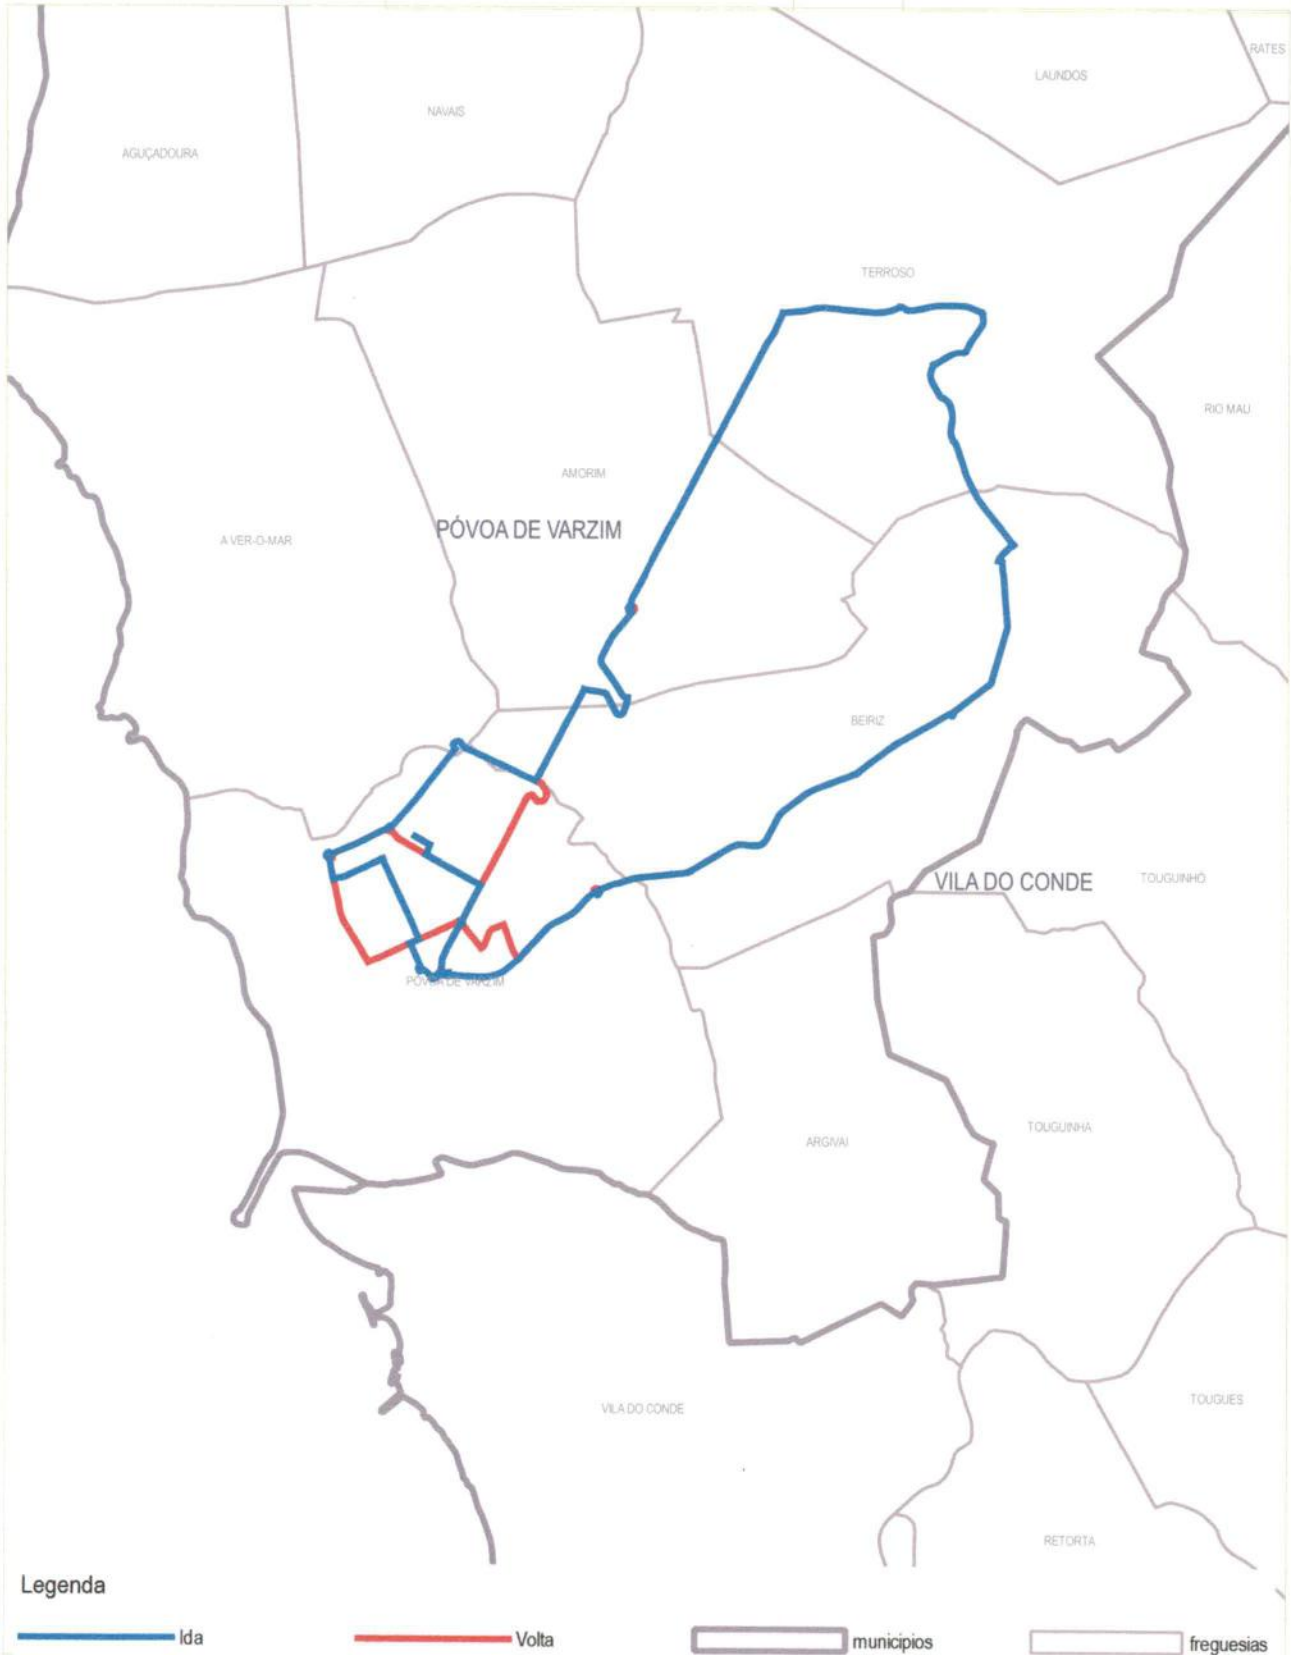 RATES
LAUNDOS
NAVAIS
AGUÇADOURA
TERROSO
RIO MAU
AMORIM
PÓVOA DE VARZIM
A VER-O-MAR
BEIRIZ
VILA DO CONDE
TOUGUINHÓ
PÓVOA DE VARZIM
TOUGUINHA
ARGIVAI
TOUGUES
VILA DO CONDE
RETORTA
Legenda
Ida
Volta
municípios
freguesias